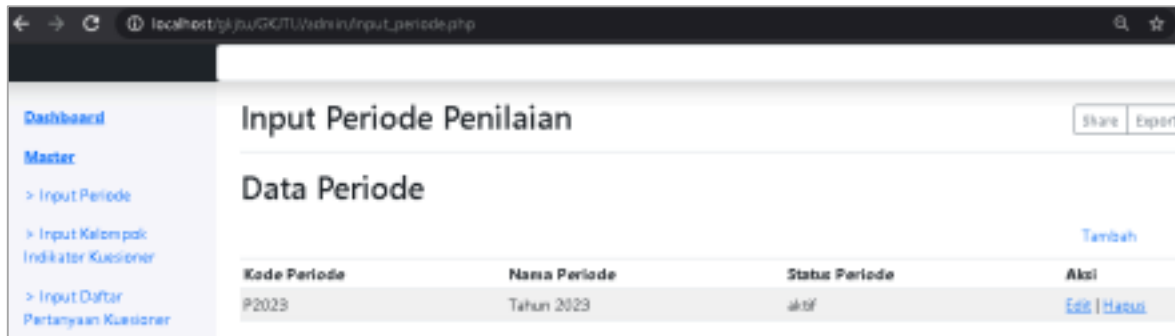 localhost/gkjtu/GKJTU/admin/input_periode.php
Dashboard
Master
> Input Periode
> Input Kelompok
Indikator Kuesioner
> Input Daftar
Pertanyaan Kuesioner
Input Periode Penilaian
Share Export
Data Periode
Tambah
Kode Periode Nama Periode Status Periode Aksi
P2023 Tahun 2023 aktif Edit | Hapus